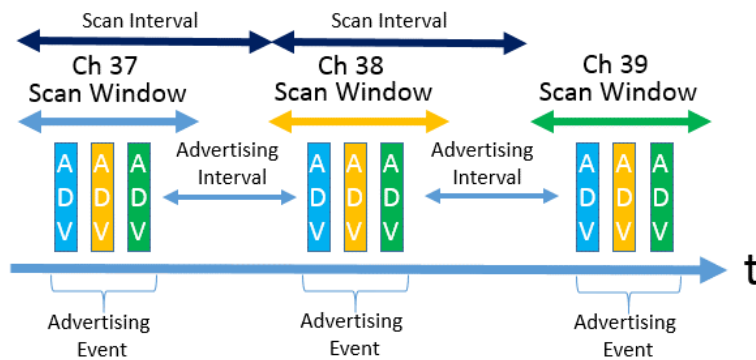 Scan Interval
Scan Interval
Ch 37
Scan Window
Ch 38
Scan Window
Ch 39
Scan Window
A
D
V
A
D
V
A
D
V
Advertising
Interval
A
D
V
A
D
V
A
D
V
Advertising
Interval
A
D
V
A
D
V
A
D
V
t
Advertising
Event
Advertising
Event
Advertising
Event